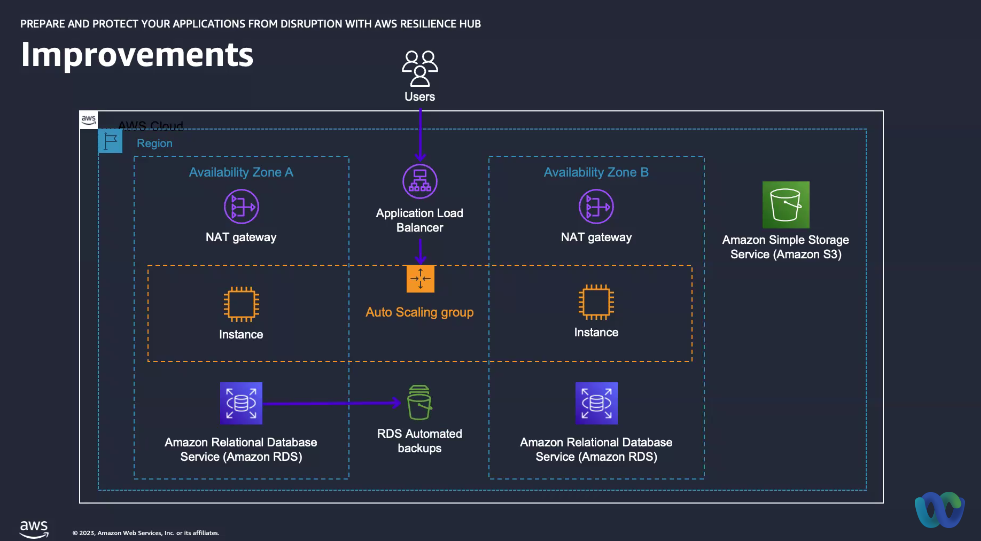 PREPARE AND PROTECT YOUR APPLICATIONS FROM DISRUPTION WITH AWS RESILIENCE HUB
Improvements
Users
aws
AWS Cloud
Region
Availability Zone A
Availability Zone B
NAT gateway
Application Load
Balancer
NAT gateway
Amazon Simple Storage
Service (Amazon S3)
Auto Scaling group
Instance
Instance
Amazon Relational Database
Service (Amazon RDS)
RDS Automated
backups
Amazon Relational Database
Service (Amazon RDS)
aws
© 2023, Amazon Web Services, Inc. or its affiliates.